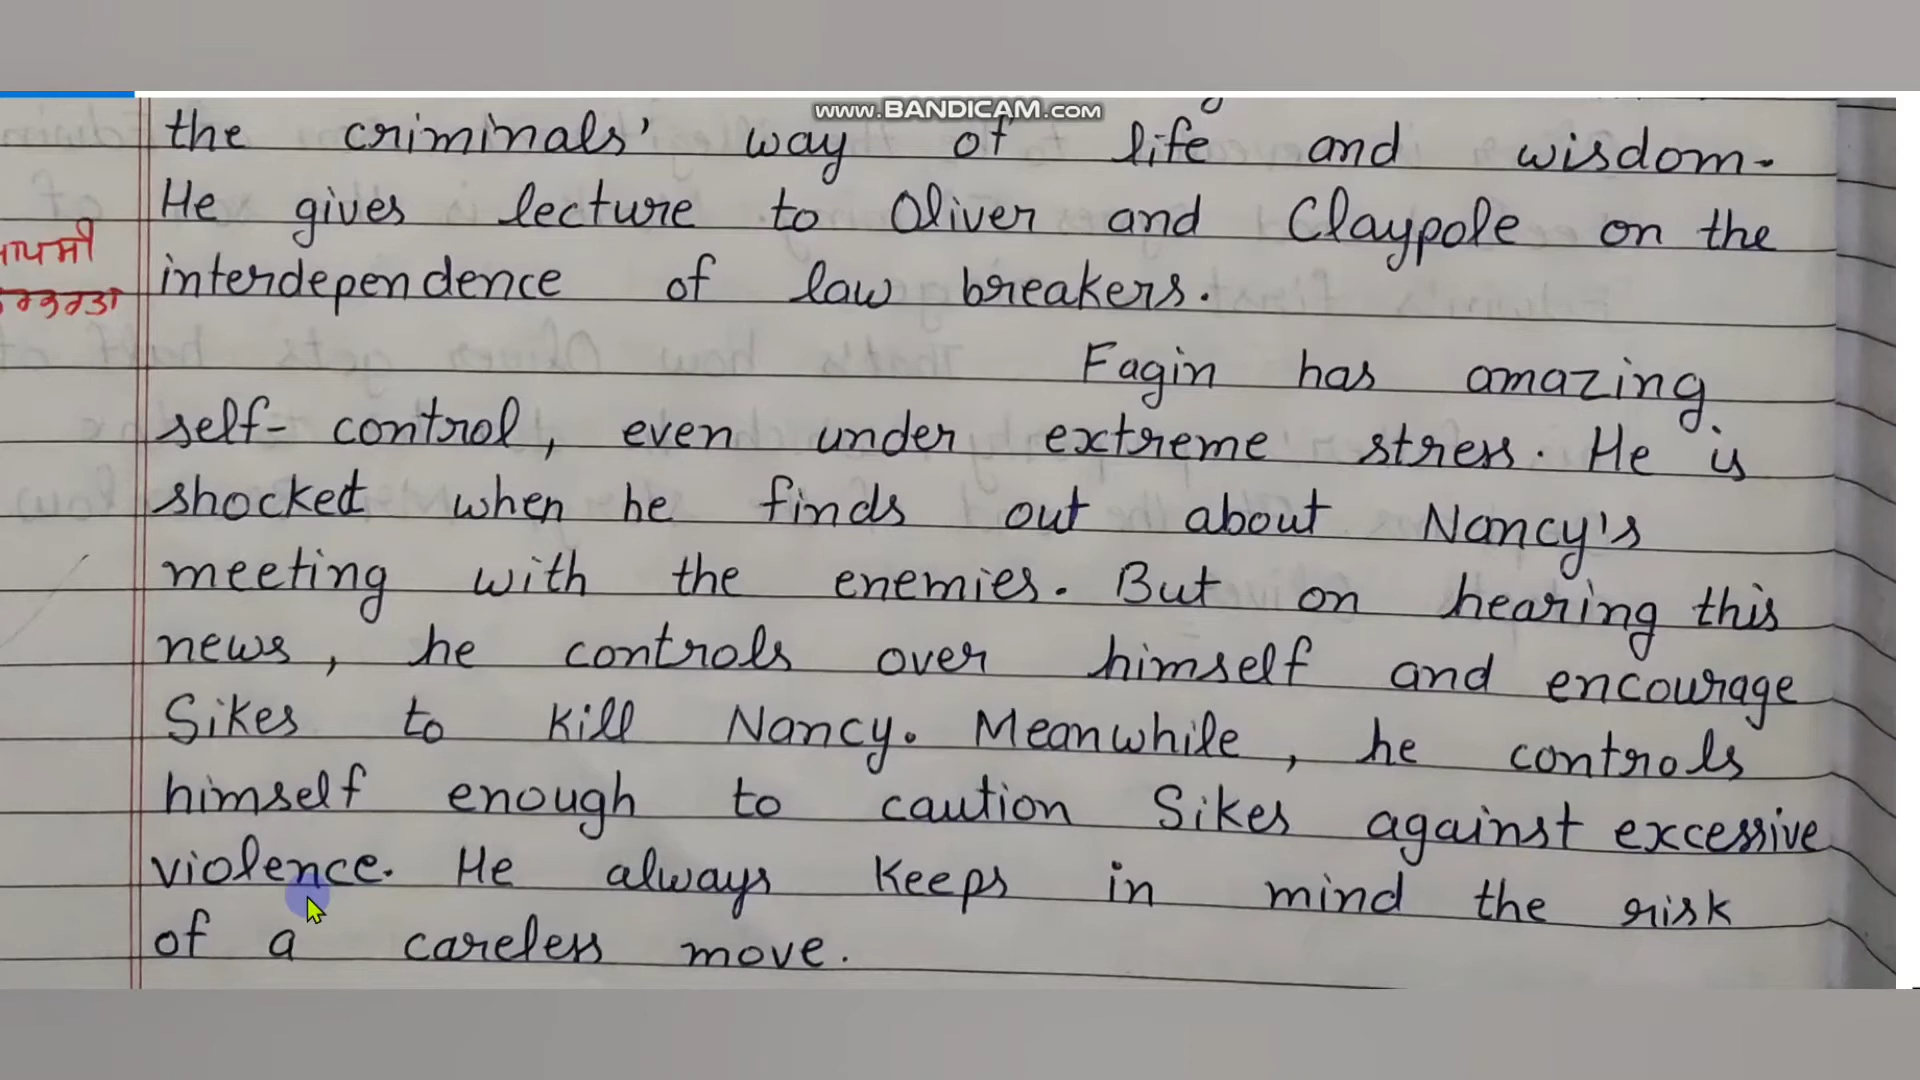 www.BANDICAM.com
the criminals' way of life and wisdom.
He gives lecture to Oliver and Claypole on the
interdependence of law breakers.
Fagin has amazing
self-control, even under extreme stress. He is
shocked when he finds out about Nancy's
meeting with the enemies. But on hearing this
news, he controls over himself and encourage
Sikes to kill Nancy. Meanwhile, he controls
himself enough to caution Sikes against excessive
violence. He always keeps in mind the risk
of a careless move.